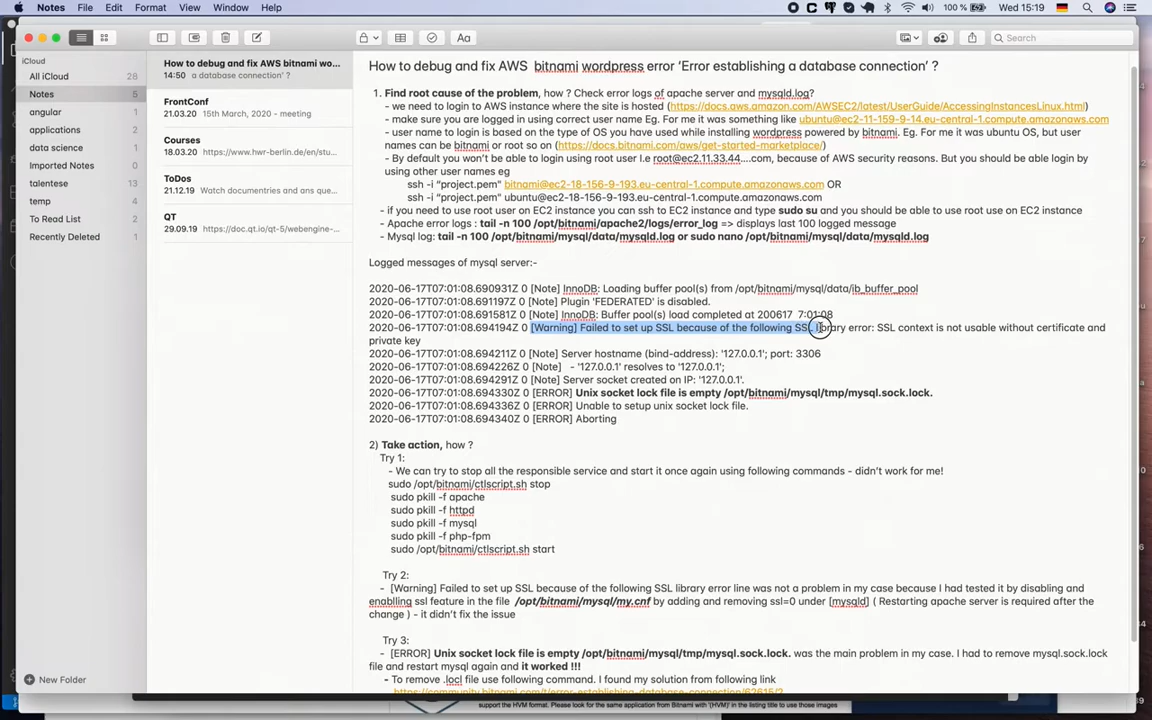 Notes File Edit Format View Window Help 100 % Wed 15:19
Aa Search
iCloud
All iCloud 28
Notes 5
angular 1
applications 2
data science 1
Imported Notes 0
talentese 13
temp 4
To Read List 2
Recently Deleted 2
New Folder
How to debug and fix AWS bitnami wo...
14:50 a database connection' ?
FrontConf
15th March, 2020 - meeting
Courses
18.03.20 https://www.hwr-berlin.de/en/stu...
ToDos
21.12.19 Watch documentries and ans que...
QT
29.09.19 https://doc.qt.io/qt-5/webengine-...
How to debug and fix AWS bitnami wordpress error 'Error establishing a database connection' ?
1. Find root cause of the problem, how ? Check error logs of apache server and mysqld.log?
- we need to login to AWS instance where the site is hosted (https://docs.aws.amazon.com/AWSEC2/latest/UserGuide/AccessingInstancesLinux.html)
- make sure you are logged in using correct user name Eg. For me it was something like ubuntu@ec2-11-159-9-14.eu-central-1.compute.amazonaws.com
- user name to login is based on the type of OS you have used while installing wordpress powered by bitnami. Eg. For me it was ubuntu OS, but user
names can be bitnami or root so on (https://docs.bitnami.com/aws/get-started-marketplace/)
- By default you won't be able to login using root user I.e root@ec2.11.33.44....com, because of AWS security reasons. But you should be able login by
using other user names eg
ssh -i "project.pem" bitnami@ec2-18-156-9-193.eu-central-1.compute.amazonaws.com OR
ssh -i "project.pem" ubuntu@ec2-18-156-9-193.eu-central-1.compute.amazonaws.com
- if you need to use root user on EC2 instance you can ssh to EC2 instance and type sudo su and you should be able to use root use on EC2 instance
- Apache error logs : tail -n 100 /opt/bitnami/apache2/logs/error_log => displays last 100 logged message
- Mysql log: tail -n 100 /opt/bitnami/mysql/data/mysqld.log or sudo nano /opt/bitnami/mysql/data/mysqld.log
Logged messages of mysql server:-
2020-06-17T07:01:08.690931Z 0 [Note] InnoDB: Loading buffer pool(s) from /opt/bitnami/mysql/data/ib_buffer_pool
2020-06-17T07:01:08.691197Z 0 [Note] Plugin 'FEDERATED' is disabled.
2020-06-17T07:01:08.691581Z 0 [Note] InnoDB: Buffer pool(s) load completed at 200617 7:01:08
2020-06-17T07:01:08.694194Z 0 [Warning] Failed to set up SSL because of the following SSL library error: SSL context is not usable without certificate and
private key
2020-06-17T07:01:08.694211Z 0 [Note] Server hostname (bind-address): '127.0.0.1'; port: 3306
2020-06-17T07:01:08.694226Z 0 [Note] - '127.0.0.1' resolves to '127.0.0.1';
2020-06-17T07:01:08.694291Z 0 [Note] Server socket created on IP: '127.0.0.1'.
2020-06-17T07:01:08.694330Z 0 [ERROR] Unix socket lock file is empty /opt/bitnami/mysql/tmp/mysql.sock.lock.
2020-06-17T07:01:08.694336Z 0 [ERROR] Unable to setup unix socket lock file.
2020-06-17T07:01:08.694340Z 0 [ERROR] Aborting
2) Take action, how ?
Try 1:
- We can try to stop all the responsible service and start it once again using following commands - didn't work for me!
sudo /opt/bitnami/ctlscript.sh stop
sudo pkill -f apache
sudo pkill -f httpd
sudo pkill -f mysql
sudo pkill -f php-fpm
sudo /opt/bitnami/ctlscript.sh start
Try 2:
- [Warning] Failed to set up SSL because of the following SSL library error line was not a problem in my case because I had tested it by disabling and
enabllng ssl feature in the file /opt/bitnami/mysql/my.cnf by adding and removing ssl=0 under [mysqld] ( Restarting apache server is required after the
change ) - it didn't fix the issue
Try 3:
- [ERROR] Unix socket lock file is empty /opt/bitnami/mysql/tmp/mysql.sock.lock. was the main problem in my case. I had to remove mysql.sock.lock
file and restart mysql again and it worked !!!
- To remove .locl file use following command. I found my solution from following link
https://community.bitnami.com/t/error-establishing-database-connection/62615/2
support the HVM format. Please look for the same application from Bitnami with '(HVM)' in the listing title to use those images